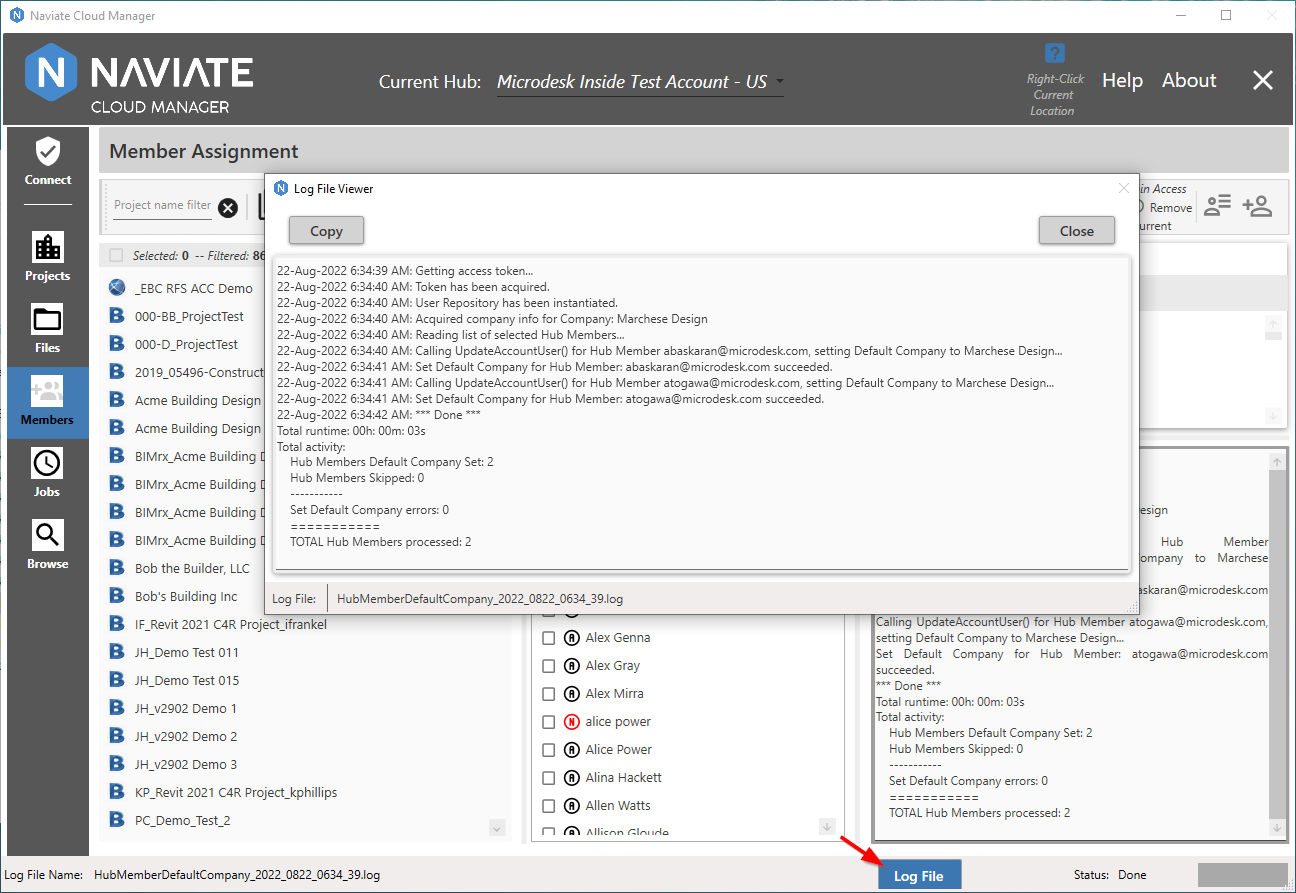 Naviate Cloud Manager
N NAVIATE
CLOUD MANAGER
Current Hub: Microdesk Inside Test Account - US
?
Right-Click
Current
Location
Help
About
Connect
Projects
Files
Members
Jobs
Browse
Member Assignment
Project name filter
in Access
Remove
urrent
Selected: 0 -- Filtered: 86
_EBC RFS ACC Demo
000-BB_ProjectTest
000-D_ProjectTest
2019_05496-Construct
Acme Building Design
Acme Building Design
BIMrx_Acme Building D
BIMrx_Acme Building D
BIMrx_Acme Building D
BIMrx_Acme Building D
Bob the Builder, LLC
Bob's Building Inc
IF_Revit 2021 C4R Project_ifrankel
JH_Demo Test 011
JH_Demo Test 015
JH_v2902 Demo 1
JH_v2902 Demo 2
JH_v2902 Demo 3
KP_Revit 2021 C4R Project_kphillips
PC_Demo_Test_2
Log File Viewer
Copy
Close
22-Aug-2022 6:34:39 AM: Getting access token...
22-Aug-2022 6:34:40 AM: Token has been acquired.
22-Aug-2022 6:34:40 AM: User Repository has been instantiated.
22-Aug-2022 6:34:40 AM: Acquired company info for Company: Marchese Design
22-Aug-2022 6:34:40 AM: Reading list of selected Hub Members...
22-Aug-2022 6:34:40 AM: Calling UpdateAccountUser() for Hub Member abaskaran@microdesk.com, setting Default Company to Marchese Design...
22-Aug-2022 6:34:41 AM: Set Default Company for Hub Member: abaskaran@microdesk.com succeeded.
22-Aug-2022 6:34:41 AM: Calling UpdateAccountUser() for Hub Member atogawa@microdesk.com, setting Default Company to Marchese Design...
22-Aug-2022 6:34:41 AM: Set Default Company for Hub Member: atogawa@microdesk.com succeeded.
22-Aug-2022 6:34:42 AM: *** Done ***
Total runtime: 00h: 00m: 03s
Total activity:
Hub Members Default Company Set: 2
Hub Members Skipped: 0
-----------
Set Default Company errors: 0
===========
TOTAL Hub Members processed: 2
Log File: HubMemberDefaultCompany_2022_0822_0634_39.log
Alex Genna
Alex Gray
Alex Mirra
alice power
Alice Power
Alina Hackett
Allen Watts
Allison Gloude
esign
Hub Member
ompany to Marchese
askaran@microdesk.com
Calling UpdateAccountUser() for Hub Member atogawa@microdesk.com,
setting Default Company to Marchese Design...
Set Default Company for Hub Member: atogawa@microdesk.com
succeeded.
*** Done ***
Total runtime: 00h: 00m: 03s
Total activity:
Hub Members Default Company Set: 2
Hub Members Skipped: 0
-----------
Set Default Company errors: 0
===========
TOTAL Hub Members processed: 2
Log File Name: HubMemberDefaultCompany_2022_0822_0634_39.log
Log File
Status: Done